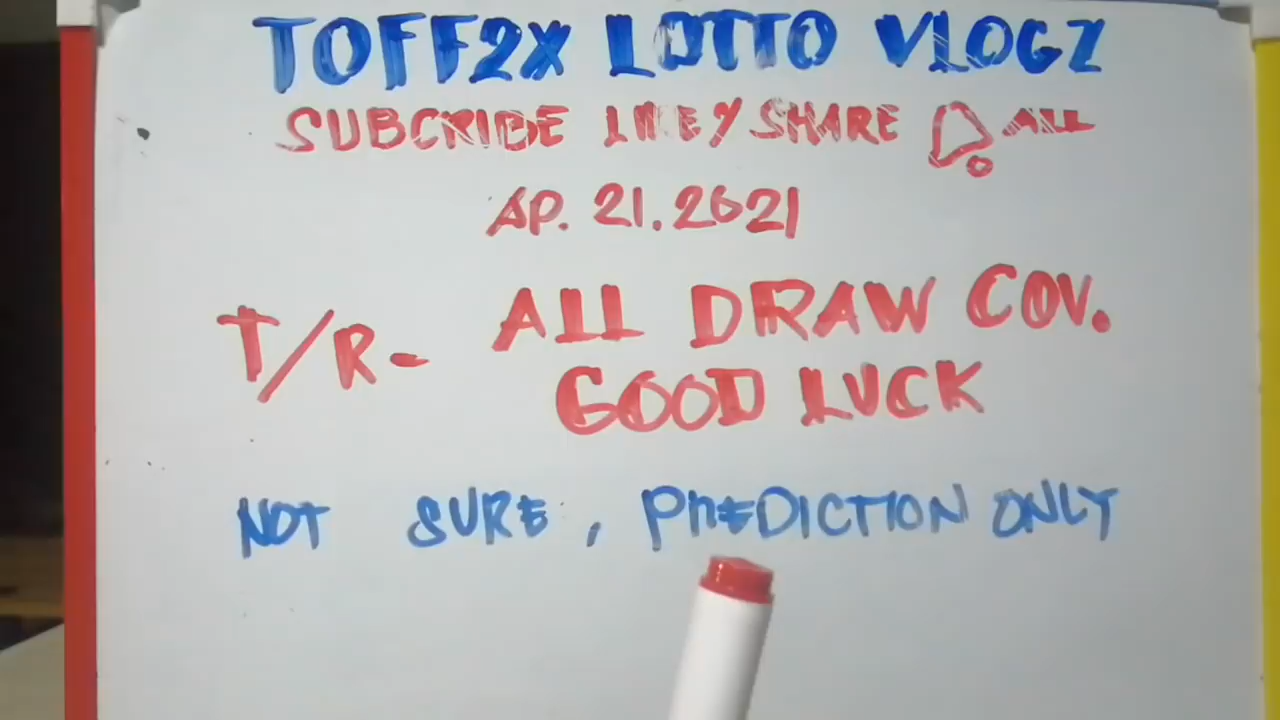 TOFF2X LOTTO VLOGZ
SUBCRIBE LIKE/SHARE ALL
AP. 21.2021
T/R- ALL DRAW COV.
GOOD LUCK
NOT SURE, PREDICTION ONLY